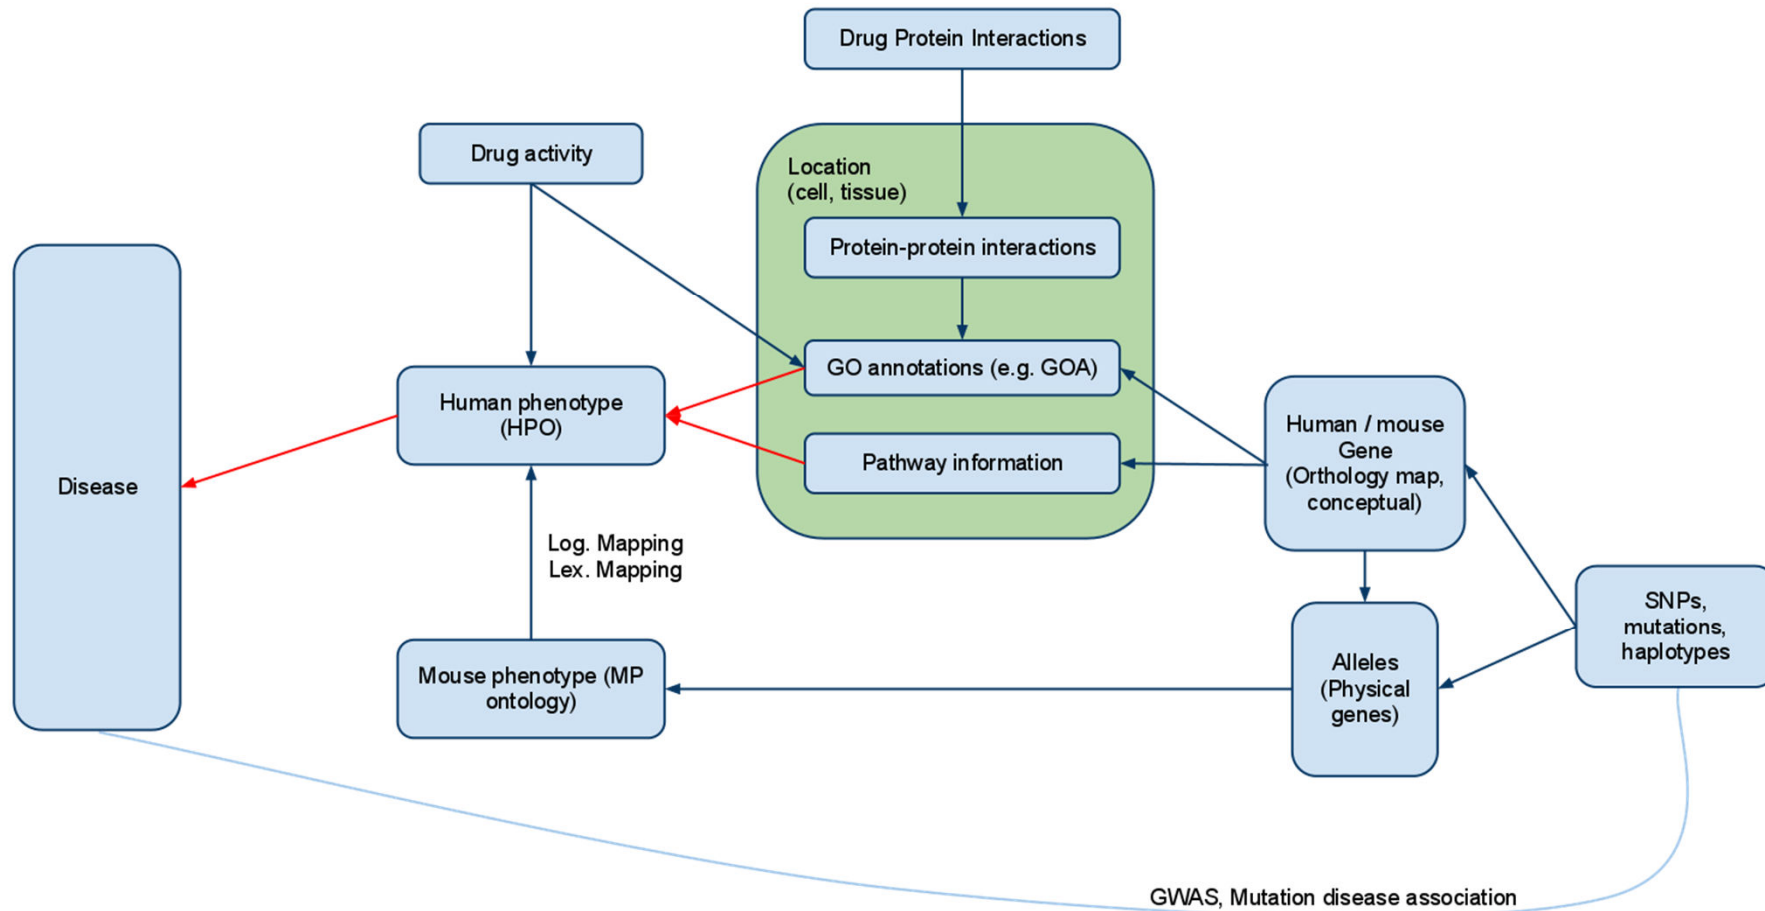 Drug Protein Interactions
Drug activity
Location
(cell, tissue)
Protein-protein interactions
GO annotations (e.g. GOA)
Human phenotype
(HPO)
Pathway information
Human / mouse
Gene
(Orthology map,
conceptual)
Disease
Log. Mapping
Lex. Mapping
SNPs,
mutations,
haplotypes
Mouse phenotype (MP
ontology)
Alleles
(Physical
genes)
GWAS, Mutation disease association